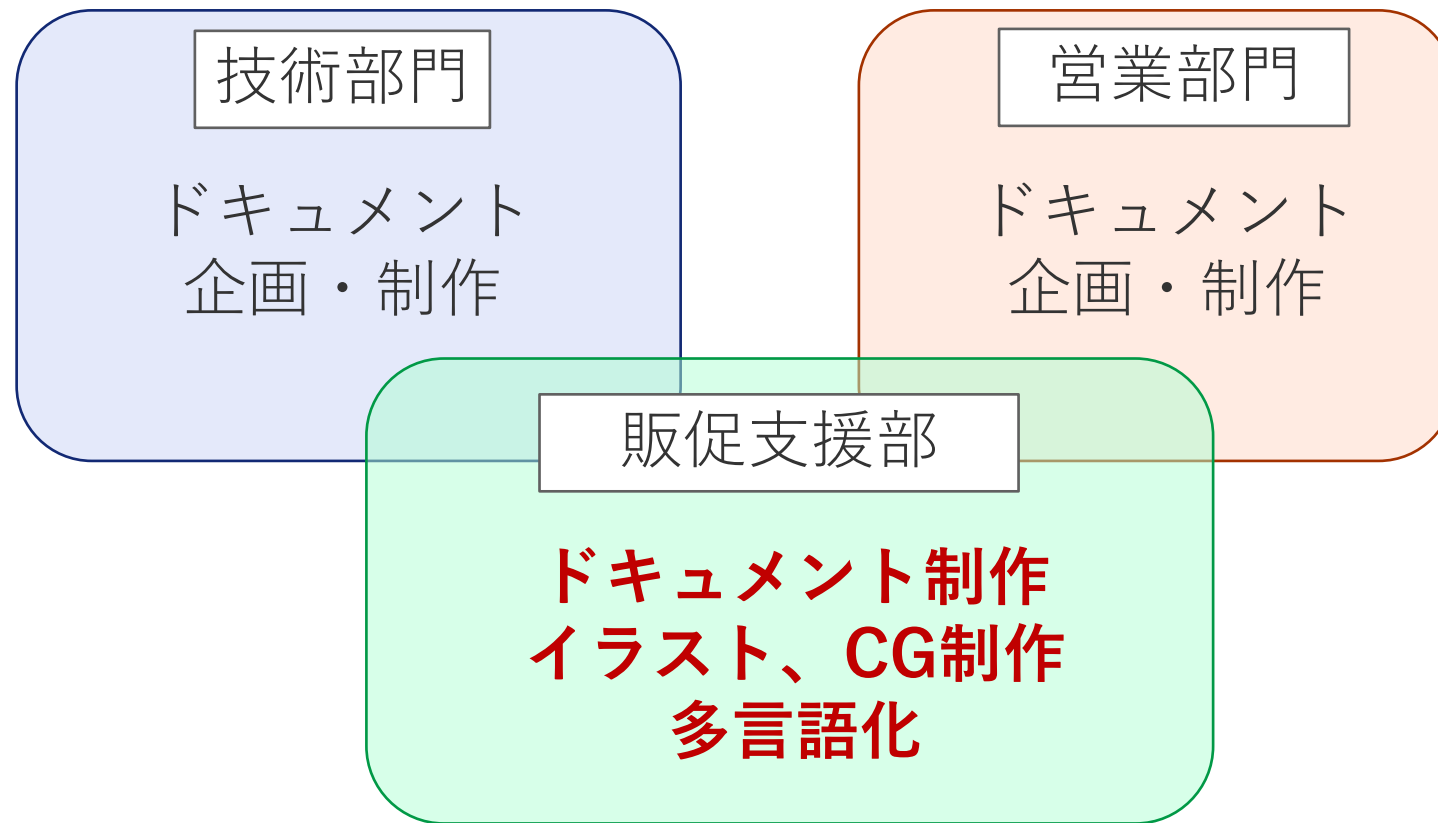 技術部門
ドキュメント
企画・制作
営業部門
ドキュメント
企画・制作
販促支援部
ドキュメント制作
イラスト、CG制作
多言語化